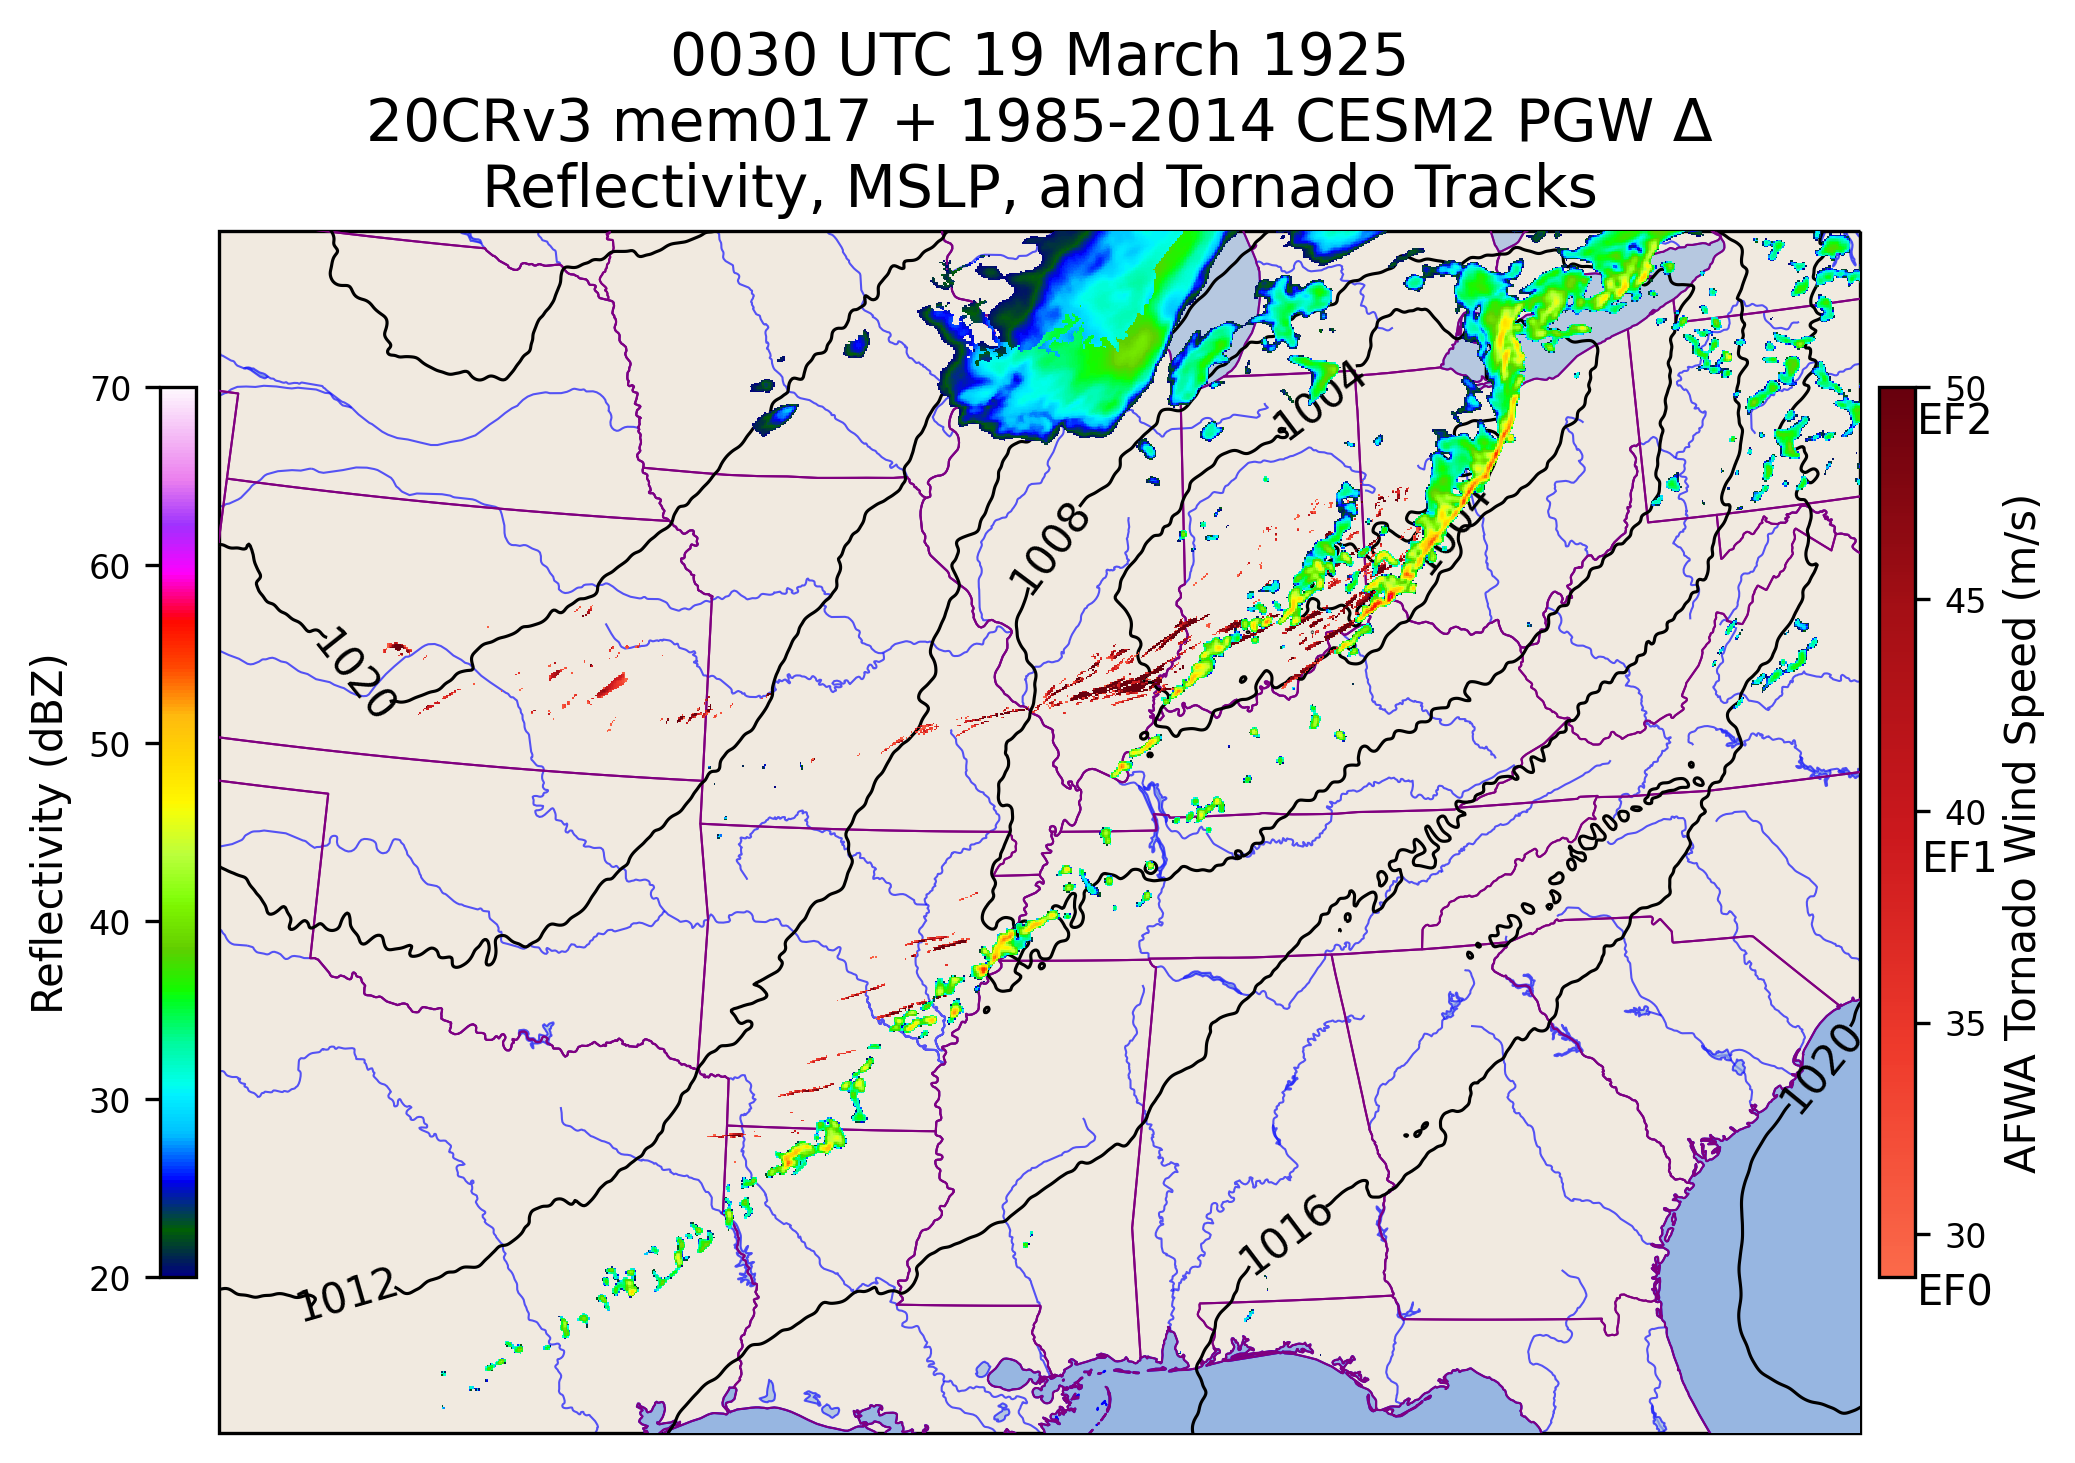 0030 UTC 19 March 1925
20CRv3 mem017 + 1985-2014 CESM2 PGW Δ
Reflectivity, MSLP, and Tornado Tracks
Reflectivity (dBZ)
70
60
50
40
30
20
1004
1004
1008
1020
1012
1016
1020
50
EF2
45
40
EF1
35
30
EF0
AFWA Tornado Wind Speed (m/s)